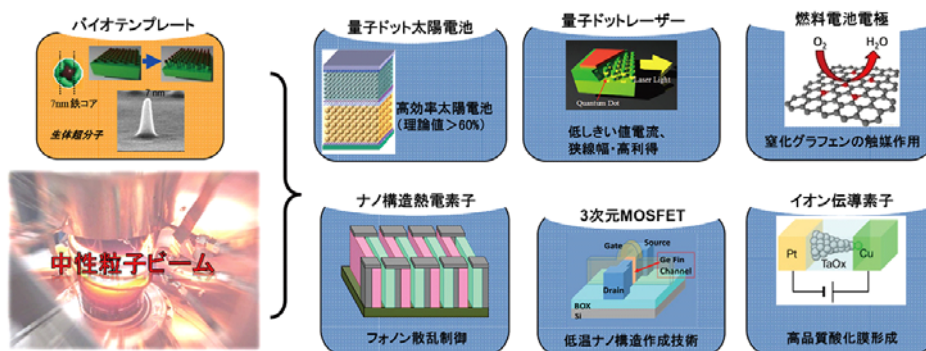 バイオテンプレート
7nm 鉄コア
7 nm
生体超分子
中性粒子ビーム
量子ドット太陽電池
高効率太陽電池
(理論値>60%)
量子ドットレーザー
Laser Light
Quantum Dot
低しきい値電流、
狭線幅・高利得
燃料電池電極
O₂
H₂O
窒化グラフェンの触媒作用
ナノ構造熱電素子
フォノン散乱制御
3次元MOSFET
Gate
Source
Ge Fin
Channel
Drain
BOX
Si
低温ナノ構造作成技術
イオン伝導素子
Pt
TaOx
Cu
高品質酸化膜形成